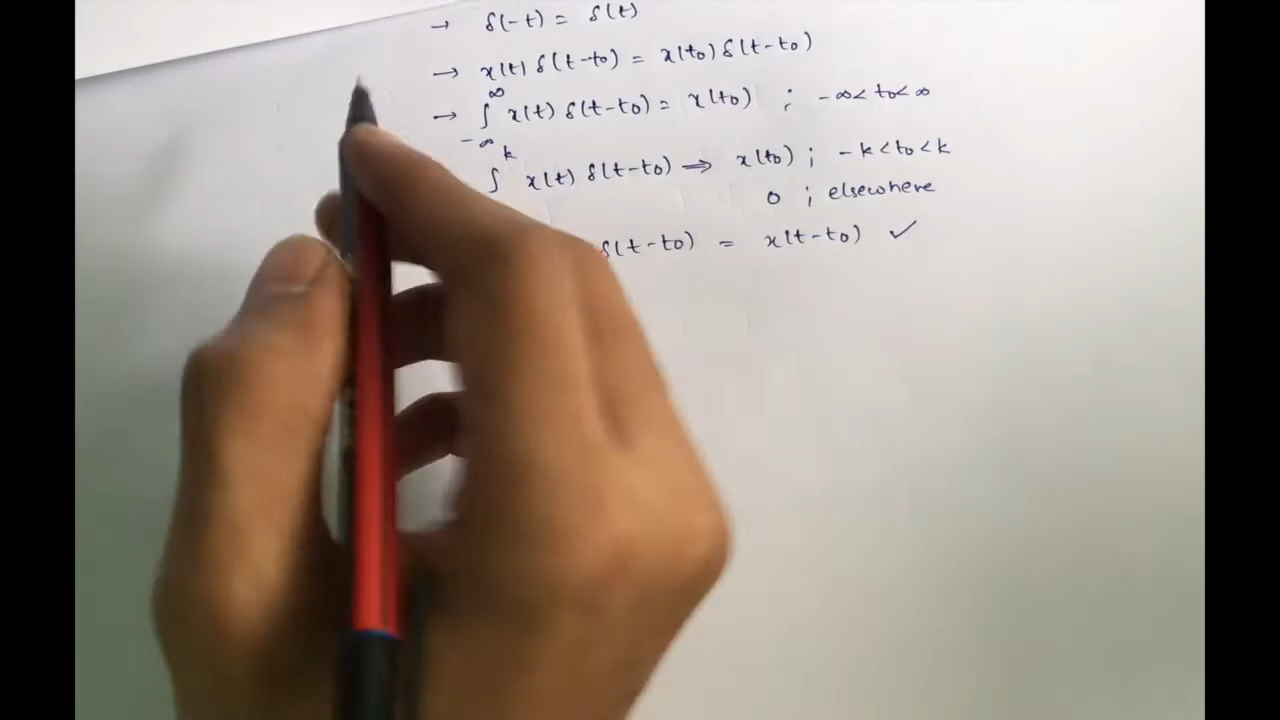 → δ(-t) = δ(t)
→ x(t) δ(t-t₀) = x(t₀) δ(t-t₀)
→ ∫_{-∞}^{∞} x(t) δ(t-t₀) = x(t₀) ; -∞ < t₀ < ∞
∫^{k} x(t) δ(t-t₀) ⇒ x(t₀) ; -k < t₀ < k
0 ; elsewhere
δ(t-t₀) = x(t-t₀) ✓